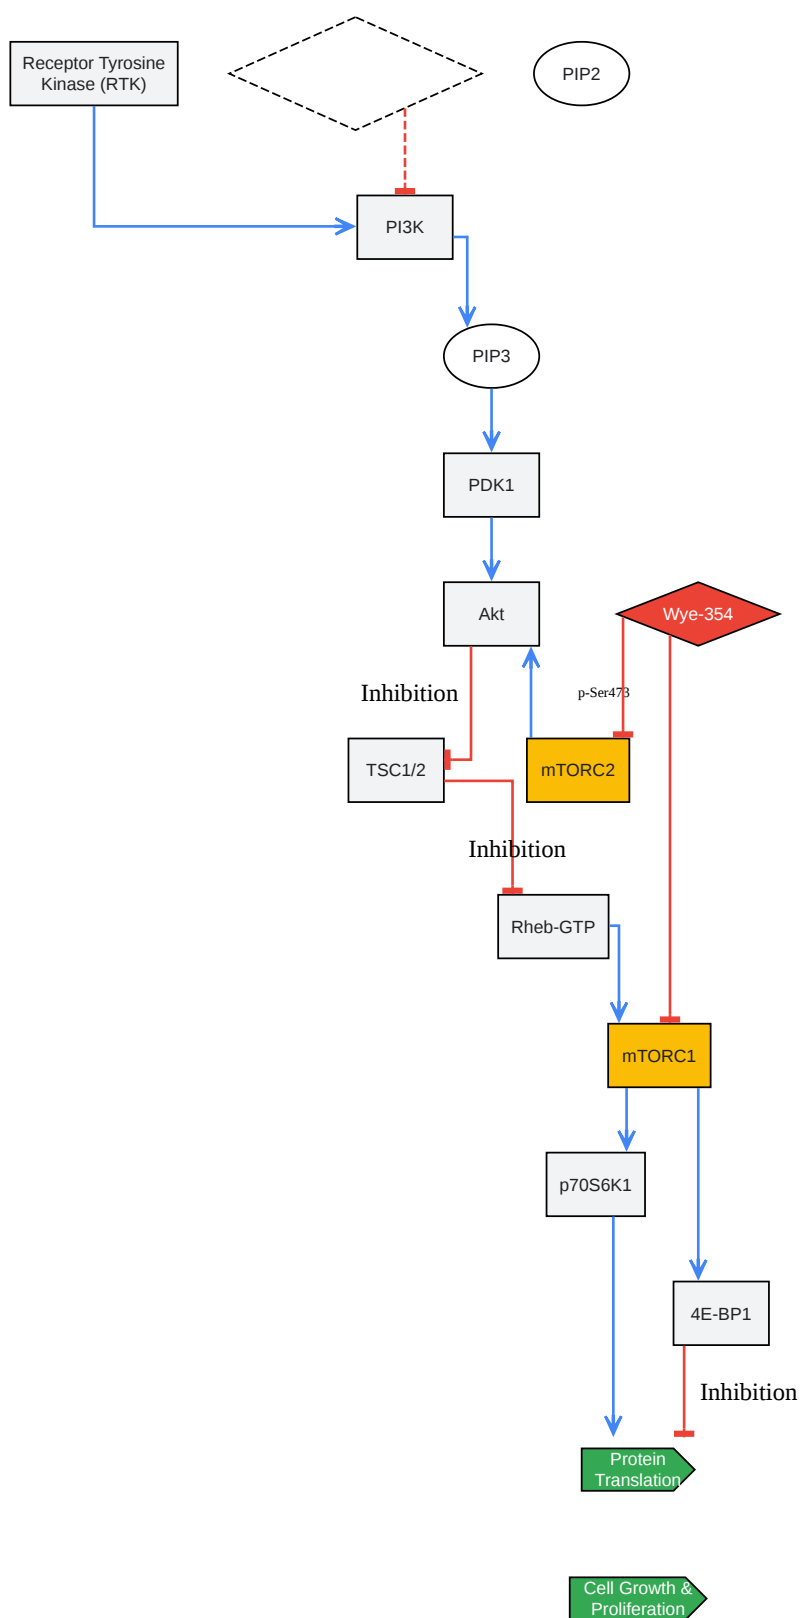 Receptor Tyrosine
Kinase (RTK)
PIP2
PI3K
PIP3
PDK1
Akt
Wye-354
Inhibition
p-Ser473
TSC1/2
mTORC2
Inhibition
Rheb-GTP
mTORC1
p70S6K1
4E-BP1
Inhibition
Protein
Translation
Cell Growth &
Proliferation